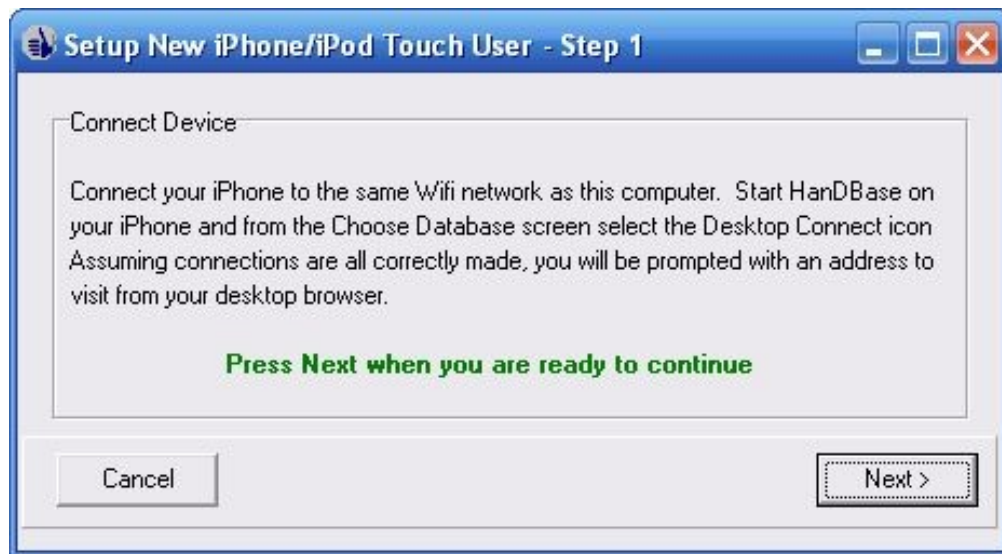 Setup New iPhone/iPod Touch User - Step 1
Connect Device
Connect your iPhone to the same Wifi network as this computer.  Start HanDBase on
your iPhone and from the Choose Database screen select the Desktop Connect icon
Assuming connections are all correctly made, you will be prompted with an address to
visit from your desktop browser.
Press Next when you are ready to continue
Cancel
Next >